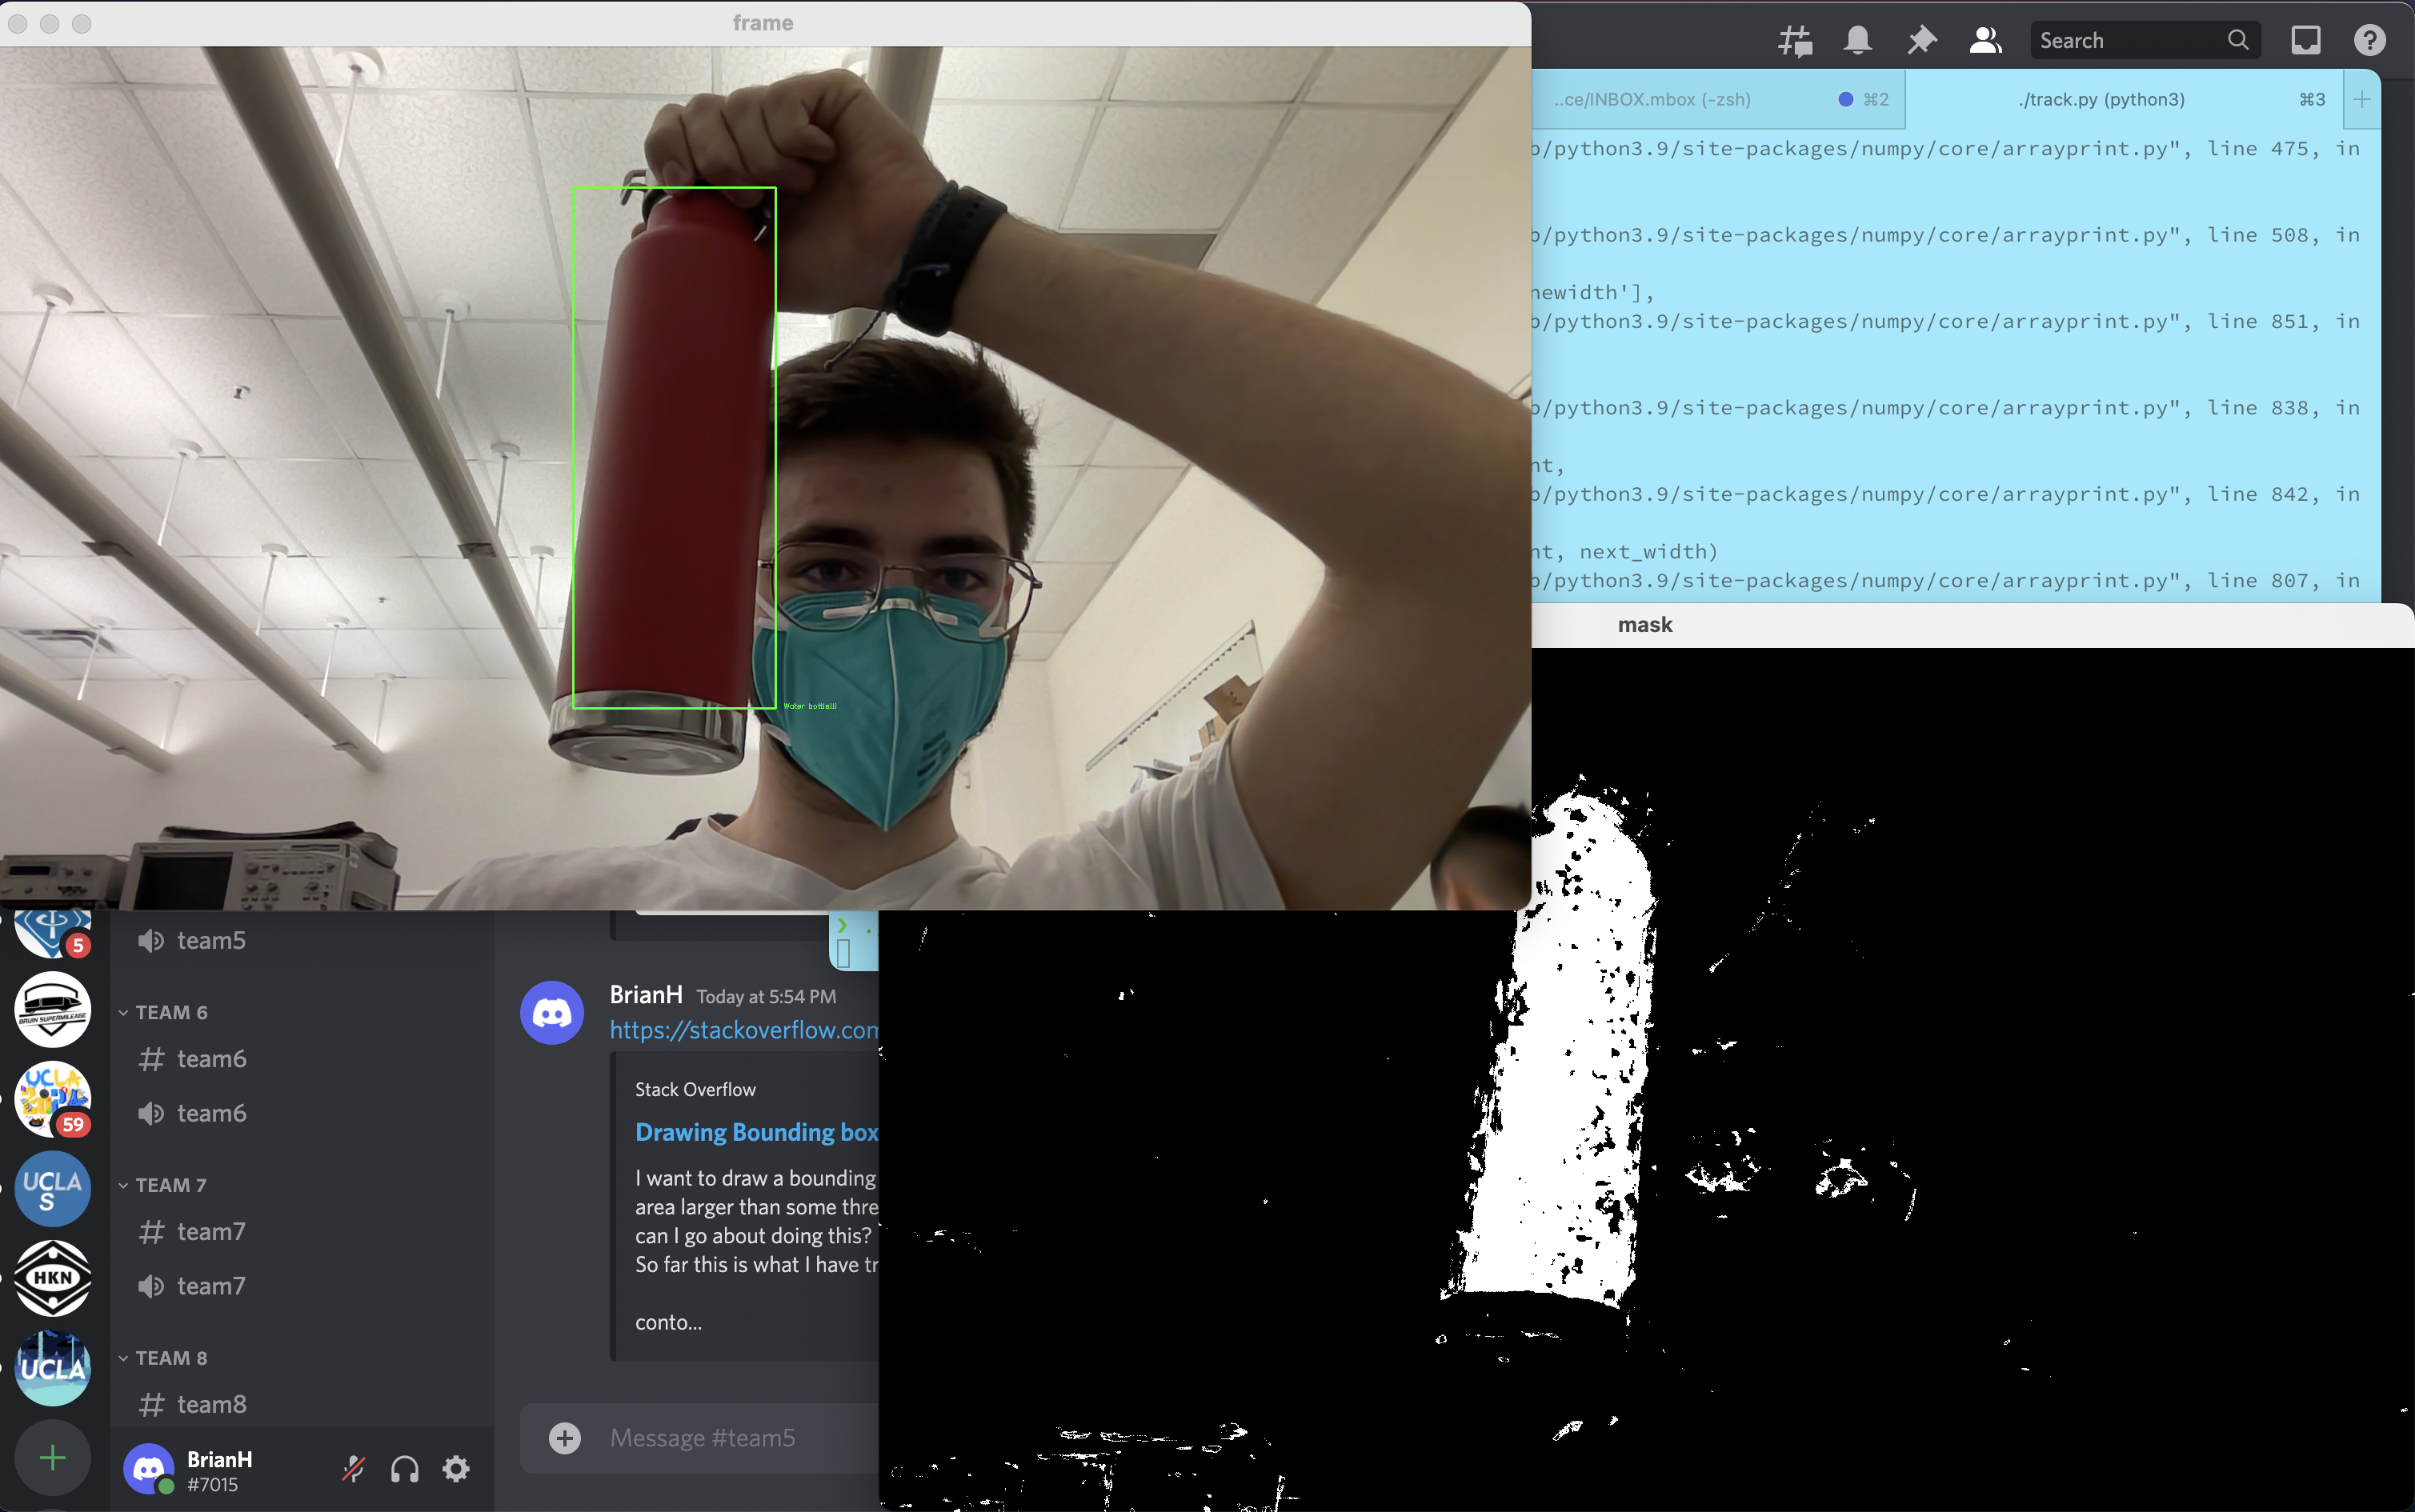 frame
Search
..ce/INBOX.mbox (-zsh)
⌘2
./track.py (python3)
⌘3
b/python3.9/site-packages/numpy/core/arrayprint.py", line 475, in
b/python3.9/site-packages/numpy/core/arrayprint.py", line 508, in
newidth'],
b/python3.9/site-packages/numpy/core/arrayprint.py", line 851, in
b/python3.9/site-packages/numpy/core/arrayprint.py", line 838, in
nt,
b/python3.9/site-packages/numpy/core/arrayprint.py", line 842, in
nt, next_width)
b/python3.9/site-packages/numpy/core/arrayprint.py", line 807, in
Water bottle!!!
mask
5
team5
BRUIN SUPERMILEAGE
TEAM 6
# team6
UCLA
59
team6
UCLA
S
TEAM 7
# team7
HKN
team7
UCLA
TEAM 8
# team8
BrianH
#7015
❯ .
BrianH Today at 5:54 PM
https://stackoverflow.com
Stack Overflow
Drawing Bounding box
I want to draw a bounding
area larger than some thre
can I go about doing this?
So far this is what I have tr
conto...
Message #team5